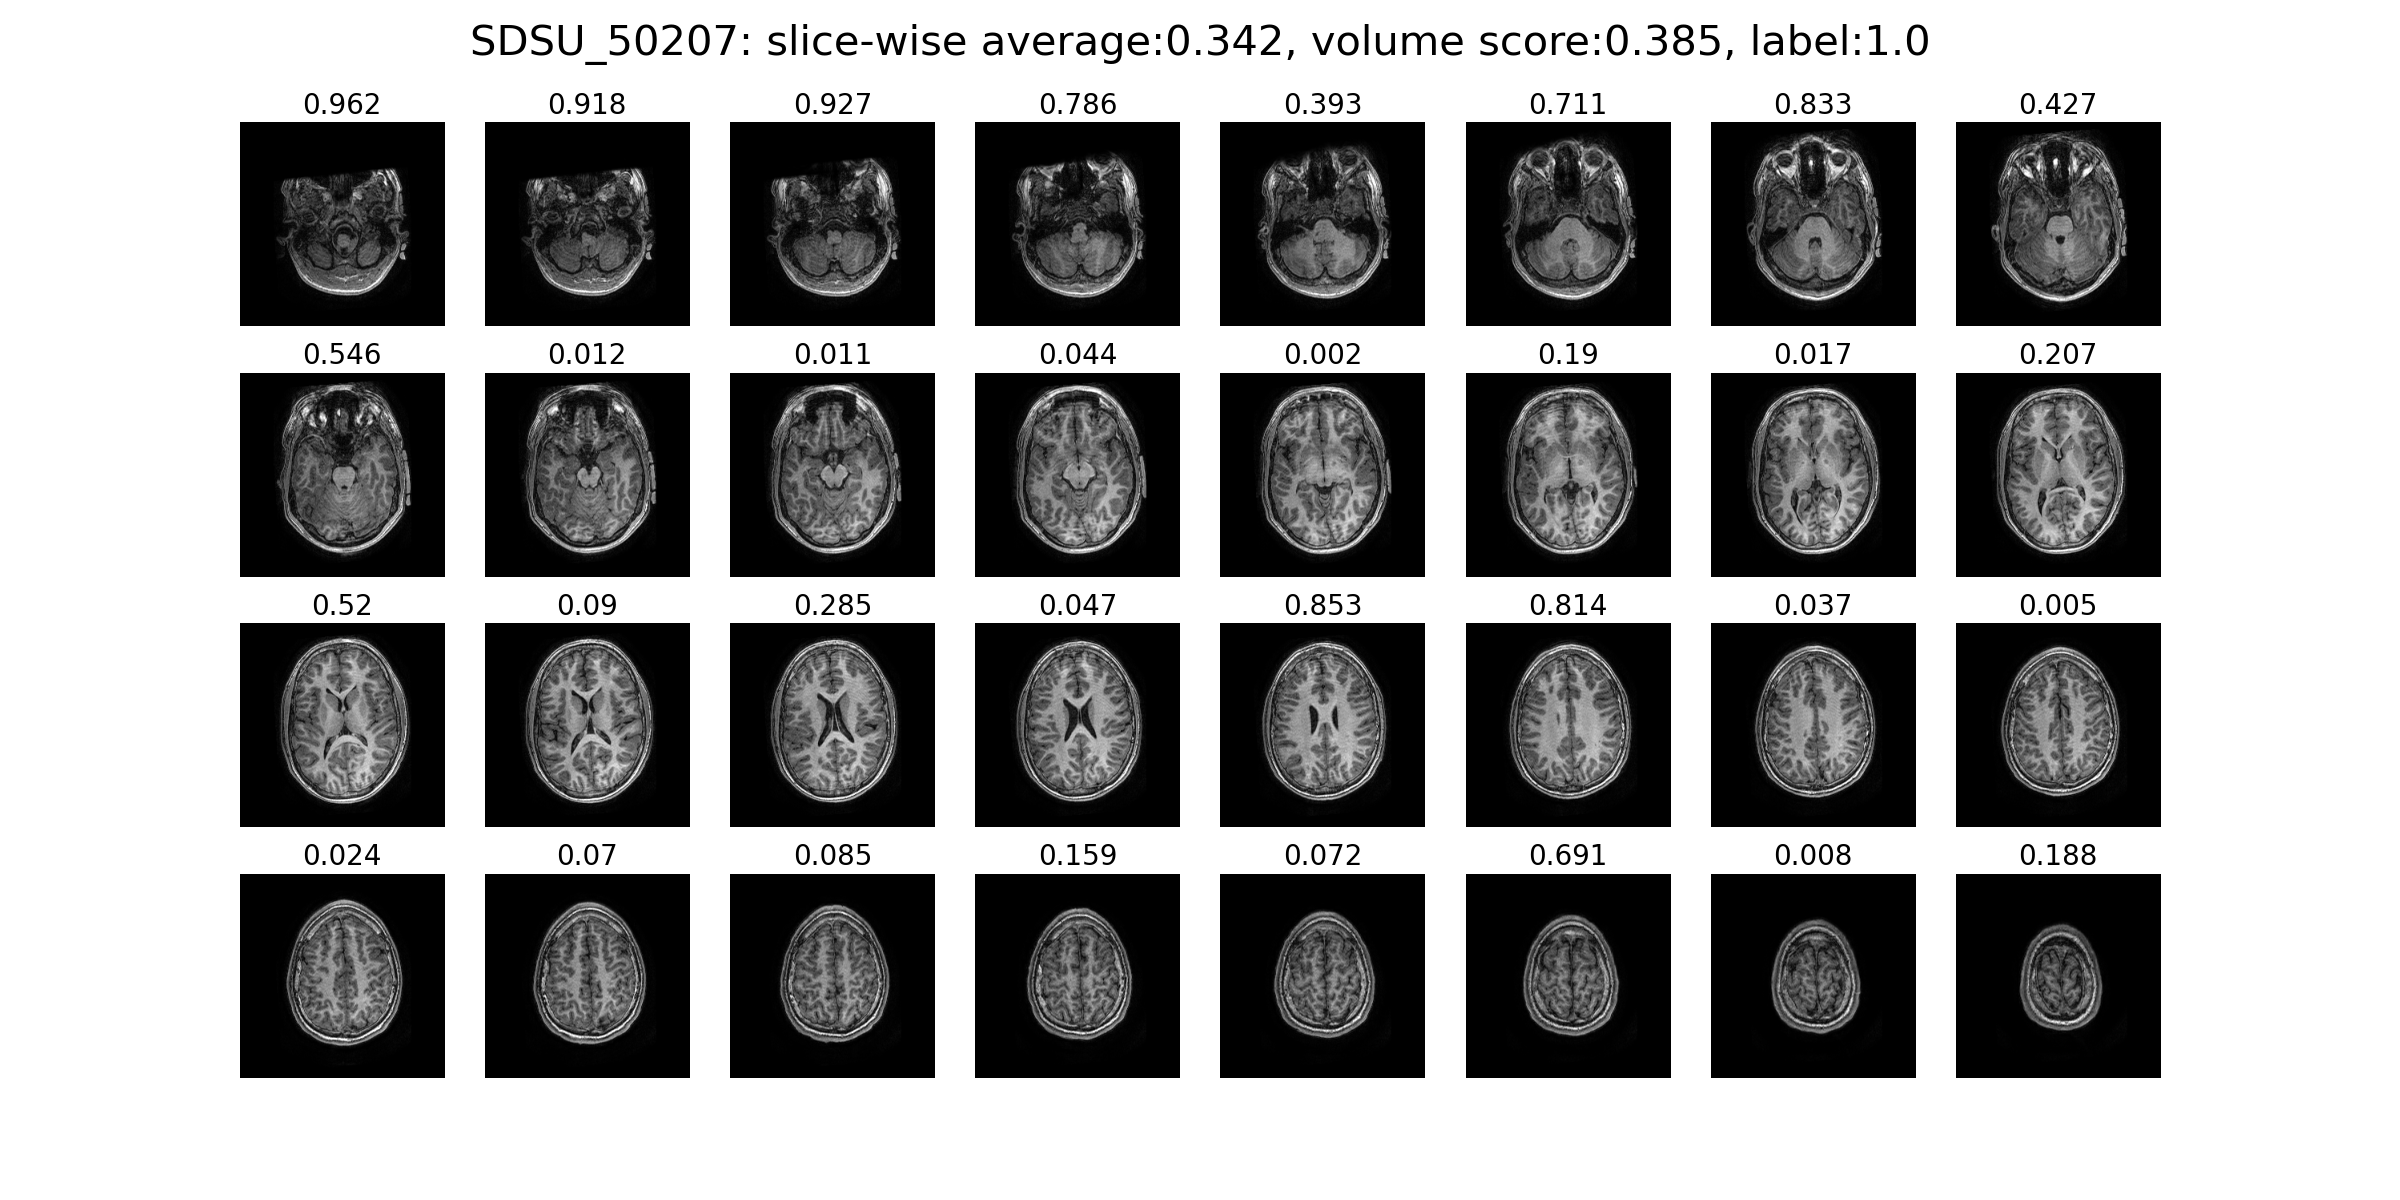 SDSU_50207: slice-wise average:0.342, volume score:0.385, label:1.0
0.962 0.918 0.927 0.786 0.393 0.711 0.833 0.427
0.546 0.012 0.011 0.044 0.002 0.19 0.017 0.207
0.52 0.09 0.285 0.047 0.853 0.814 0.037 0.005
0.024 0.07 0.085 0.159 0.072 0.691 0.008 0.188